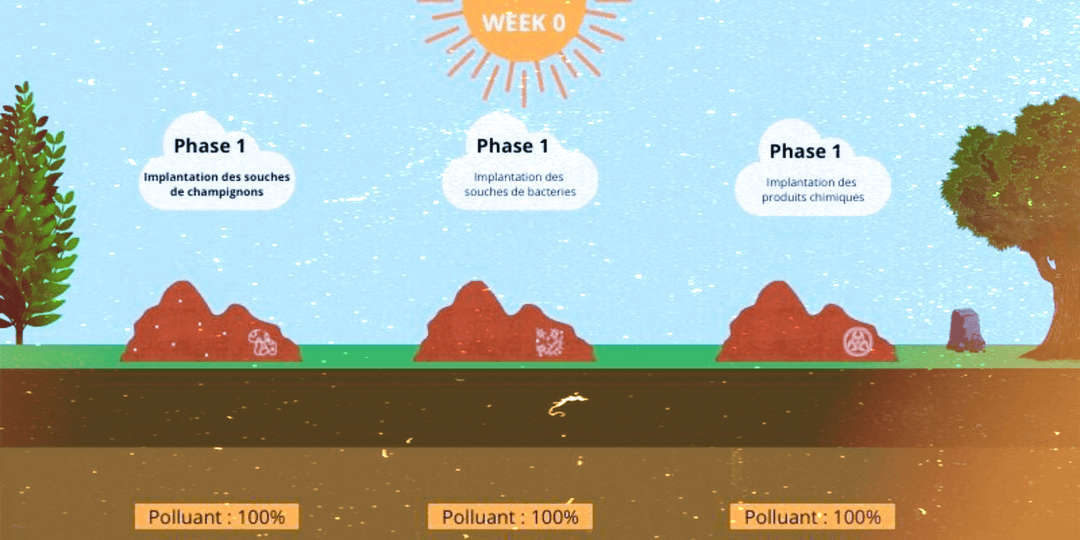 WEEK 0
Phase 1
Implantation des souches
de champignons
Phase 1
Implantation des
souches de bacteries
Phase 1
Implantation des
produits chimiques
Polluant : 100%
Polluant : 100%
Polluant : 100%